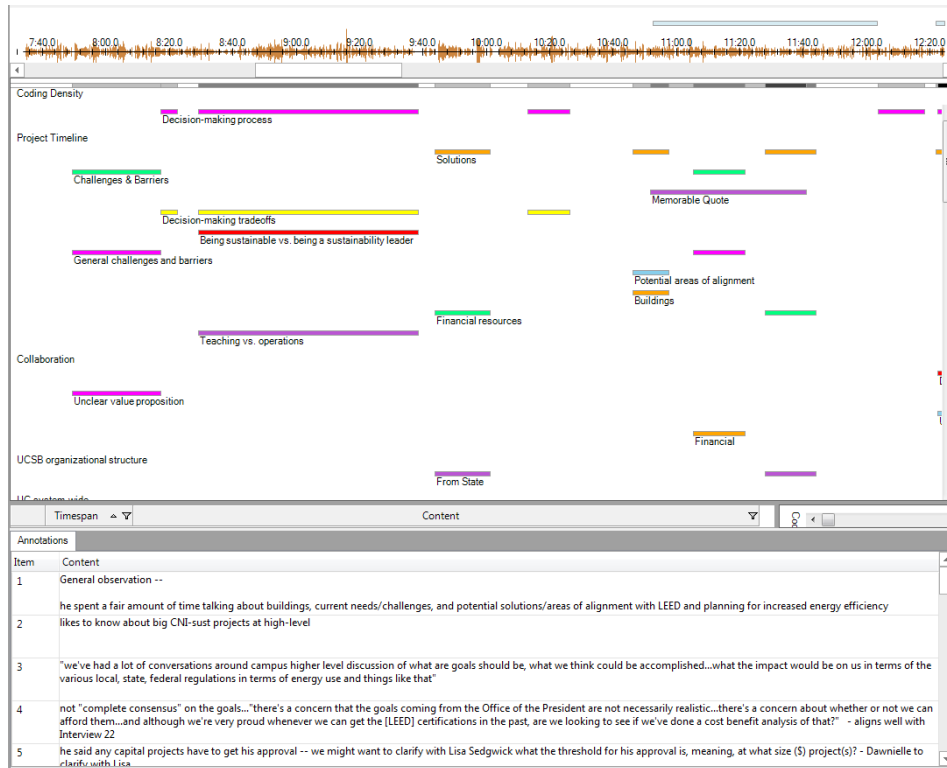 7:40.0 8:00.0 8:20.0 8:40.0 9:00.0 9:20.0 9:40.0 10:00.0 10:20.0 10:40.0 11:00.0 11:20.0 11:40.0 12:00.0 12:20.0
Coding Density
Decision-making process
Project Timeline
Solutions
Challenges & Barriers
Memorable Quote
Decision-making tradeoffs
Being sustainable vs. being a sustainability leader
General challenges and barriers
Potential areas of alignment
Buildings
Financial resources
Teaching vs. operations
Collaboration
Unclear value proposition
Financial
UCSB organizational structure
From State
UC system-wide
Timespan Content
Annotations
Item Content
1 General observation --
he spent a fair amount of time talking about buildings, current needs/challenges, and potential solutions/areas of alignment with LEED and planning for increased energy efficiency
2 likes to know about big CNI-sust projects at high-level
3 "we've had a lot of conversations around campus higher level discussion of what are goals should be, what we think could be accomplished...what the impact would be on us in terms of the
various local, state, federal regulations in terms of energy use and things like that"
4 not "complete consensus" on the goals..."there's a concern that the goals coming from the Office of the President are not necessarily realistic...there's a concern about whether or not we can
afford them...and although we're very proud whenever we can get the [LEED] certifications in the past, are we looking to see if we've done a cost benefit analysis of that?" - aligns well with
Interview 22
5 he said any capital projects have to get his approval -- we might want to clarify with Lisa Sedgwick what the threshold for his approval is, meaning, at what size ($) project(s)? - Dawnielle to
clarify with Lisa